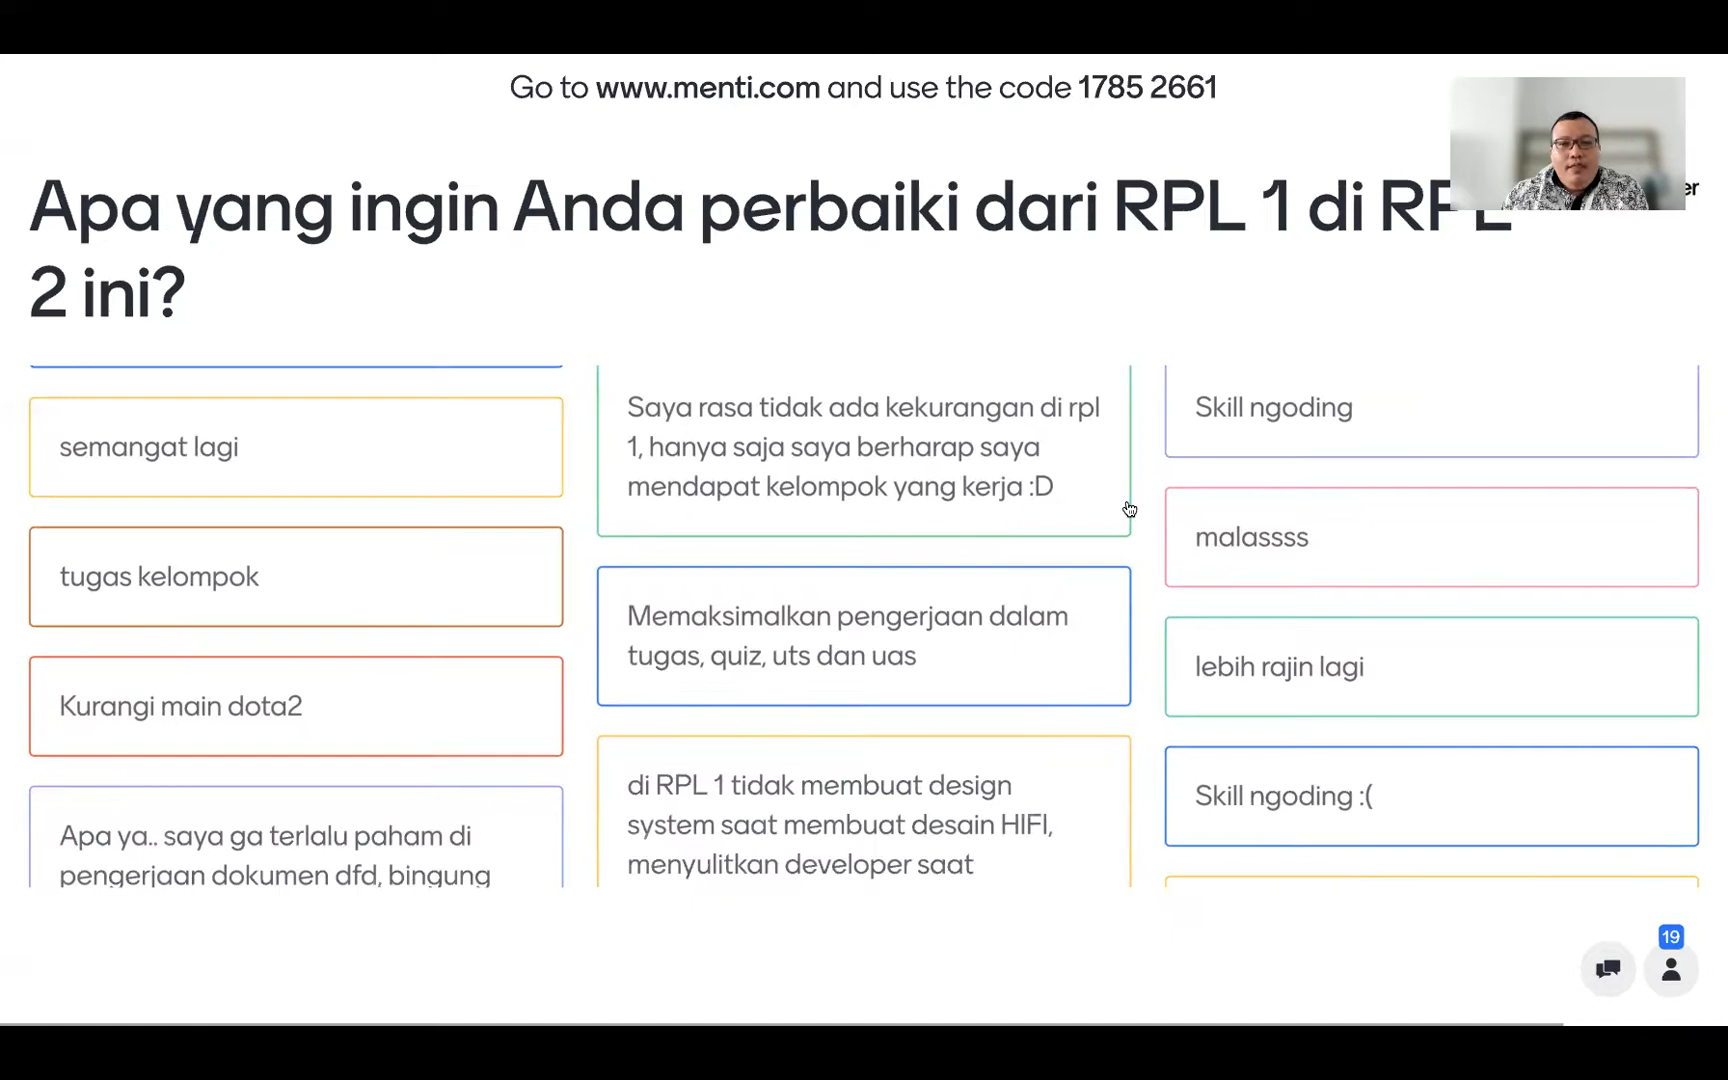 Go to www.menti.com and use the code 1785 2661
er
Apa yang ingin Anda perbaiki dari RPL 1 di RPL
2 ini?
semangat lagi
tugas kelompok
Kurangi main dota2
Apa ya.. saya ga terlalu paham di
pengerjaan dokumen dfd, bingung
Saya rasa tidak ada kekurangan di rpl
1, hanya saja saya berharap saya
mendapat kelompok yang kerja :D
Memaksimalkan pengerjaan dalam
tugas, quiz, uts dan uas
di RPL 1 tidak membuat design
system saat membuat desain HIFI,
menyulitkan developer saat
Skill ngoding
malassss
lebih rajin lagi
Skill ngoding :(
19